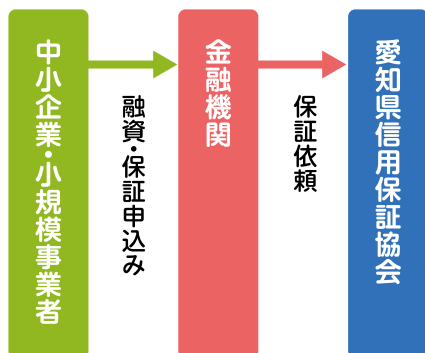 中小企業・小規模事業者
融資・保証申込み
金融機関
保証依頼
愛知県信用保証協会